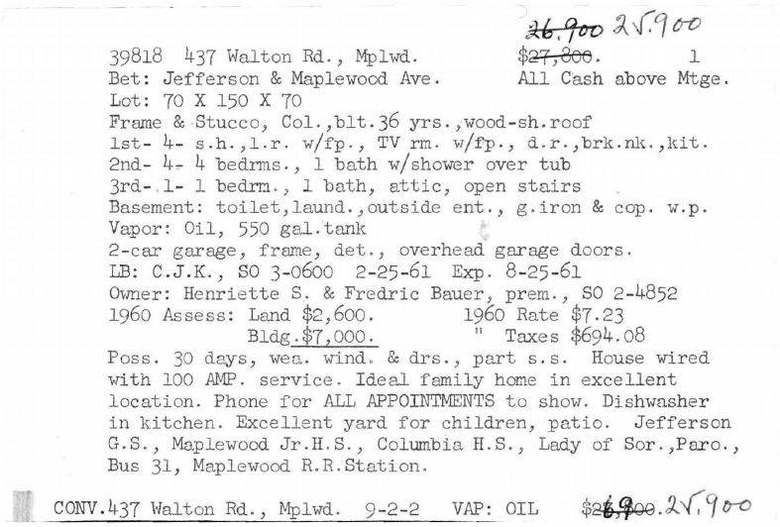 26.900 25.900
39818 437 Walton Rd., Mplwd. $27,800. 1
Bet: Jefferson & Maplewood Ave. All Cash above Mtge.
Lot: 70 X 150 X 70
Frame & Stucco, Col.,blt.36 yrs.,wood-sh.roof
1st- 4- s.h.,l.r. w/fp., TV rm. w/fp., d.r.,brk.nk.,kit.
2nd- 4- 4 bedrms., 1 bath w/shower over tub
3rd- 1- 1 bedrm., 1 bath, attic, open stairs
Basement: toilet,laund.,outside ent., g.iron & cop. w.p.
Vapor: Oil, 550 gal.tank
2-car garage, frame, det., overhead garage doors.
LB: C.J.K., SO 3-0600 2-25-61 Exp. 8-25-61
Owner: Henriette S. & Fredric Bauer, prem., SO 2-4852
1960 Assess: Land $2,600. 1960 Rate $7.23
Bldg.$7,000. " Taxes $694.08
Poss. 30 days, wea. wind. & drs., part s.s. House wired
with 100 AMP. service. Ideal family home in excellent
location. Phone for ALL APPOINTMENTS to show. Dishwasher
in kitchen. Excellent yard for children, patio. Jefferson
G.S., Maplewood Jr.H.S., Columbia H.S., Lady of Sor.,Paro.,
Bus 31, Maplewood R.R.Station.
CONV.437 Walton Rd., Mplwd. 9-2-2 VAP: OIL 25,900